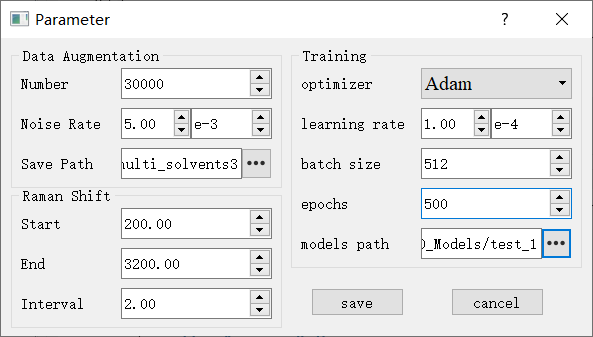 Parameter
Data Augmentation
Number 30000
Noise Rate 5.00 e-3
Save Path multi_solvents3
Raman Shift
Start 200.00
End 3200.00
Interval 2.00
Training
optimizer Adam
learning rate 1.00 e-4
batch size 512
epochs 500
models path _Models/test_1
save cancel